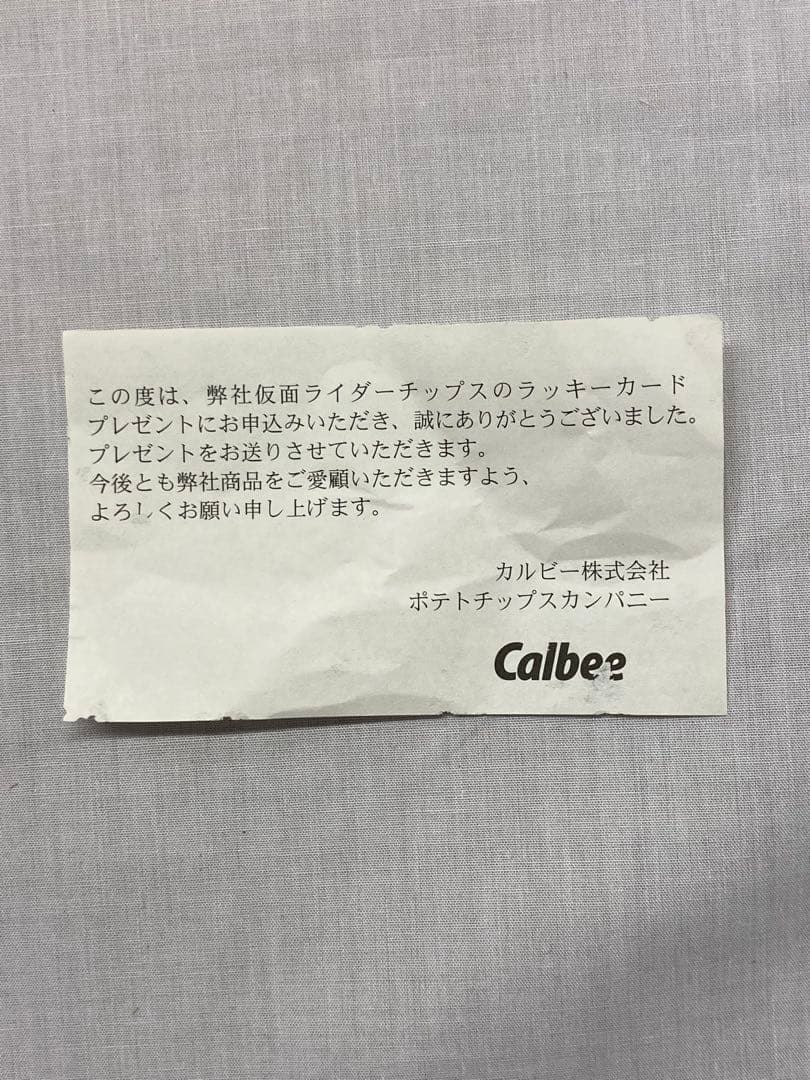 この度は、弊社仮面ライダーチップスのラッキーカード
プレゼントにお申込みいただき、誠にありがとうございました。
プレゼントをお送りさせていただきます。
今後とも弊社商品をご愛顧いただきますよう、
よろしくお願い申し上げます。
カルビー株式会社
ポテトチップスカンパニー
Calbee